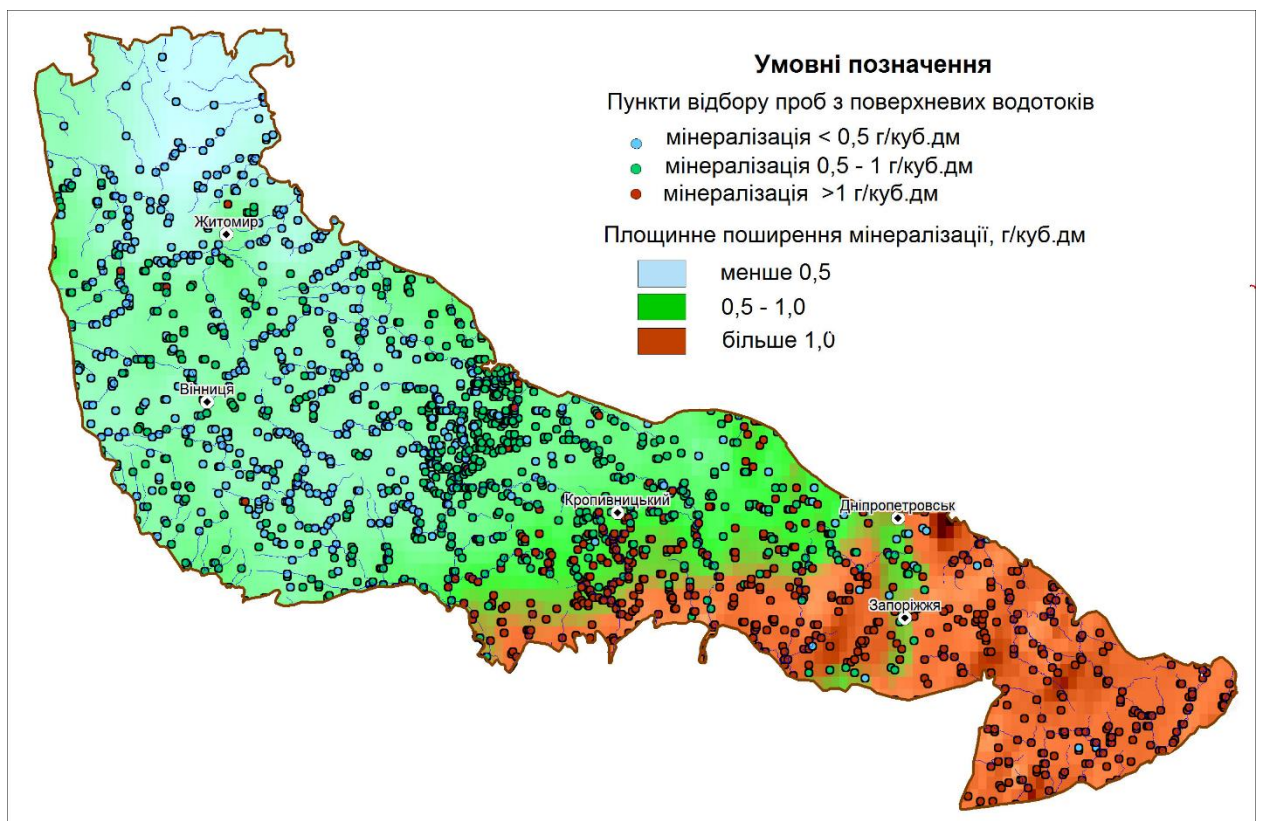 Умовні позначення
Пункти відбору проб з поверхневих водотоків
мінералізація < 0,5 г/куб.дм
мінералізація 0,5 - 1 г/куб.дм
мінералізація >1 г/куб.дм
Площинне поширення мінералізації, г/куб.дм
менше 0,5
0,5 - 1,0
більше 1,0
Житомир
Вінниця
Кропивницький
Дніпропетровськ
Запоріжжя